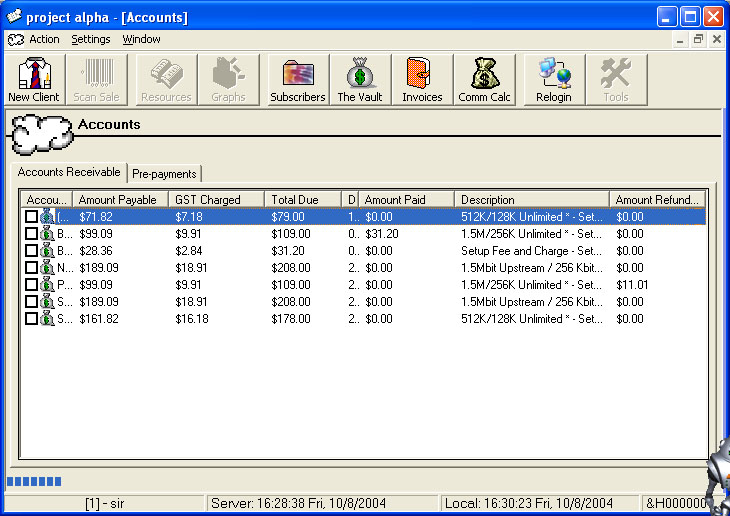 project alpha - [Accounts]
Action Settings Window
New Client Scan Sale Resources Graphs Subscribers The Vault Invoices Comm Calc Relogin Tools
Accounts
Accounts Receivable Pre-payments
Accou... Amount Payable GST Charged Total Due D Amount Paid Description Amount Refund...
[... $71.82 $7.18 $79.00 1.. $0.00 512K/128K Unlimited * - Set... $0.00
B... $99.09 $9.91 $109.00 0.. $31.20 1.5M/256K Unlimited * - Set... $0.00
B... $28.36 $2.84 $31.20 2.. $0.00 Setup Fee and Charge - Set... $0.00
N... $189.09 $18.91 $208.00 2.. $0.00 1.5Mbit Upstream / 256 Kbit... $0.00
P... $99.09 $9.91 $109.00 2.. $0.00 1.5M/256K Unlimited * - Set... $11.01
S... $189.09 $18.91 $208.00 2.. $0.00 1.5Mbit Upstream / 256 Kbit... $0.00
S... $161.82 $16.18 $178.00 2.. $0.00 512K/128K Unlimited * - Set... $0.00
[1] - sir Server: 16:28:38 Fri, 10/8/2004 Local: 16:30:23 Fri, 10/8/2004 &H000000